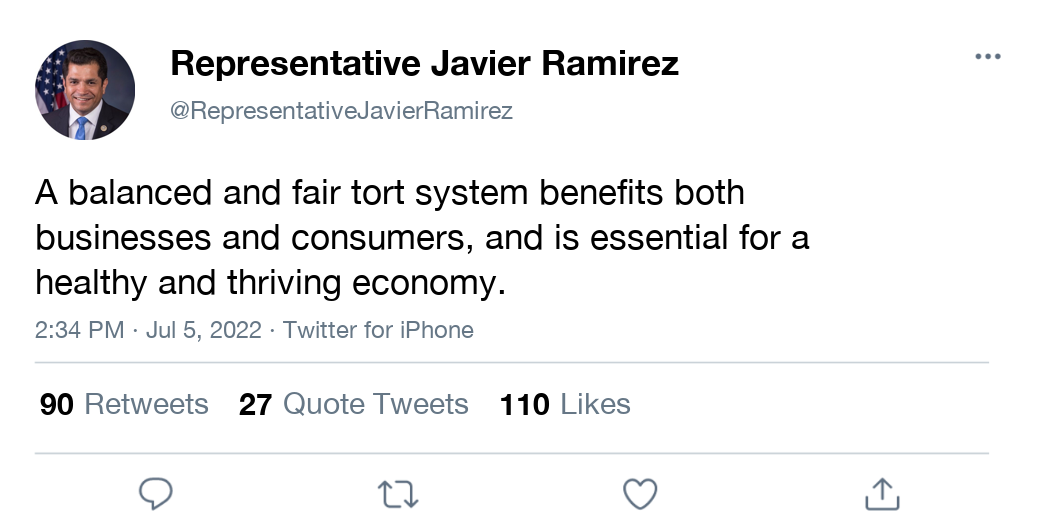 Representative Javier Ramirez
@RepresentativeJavierRamirez
A balanced and fair tort system benefits both
businesses and consumers, and is essential for a
healthy and thriving economy.
2:34 PM · Jul 5, 2022 · Twitter for iPhone
90 Retweets 27 Quote Tweets 110 Likes